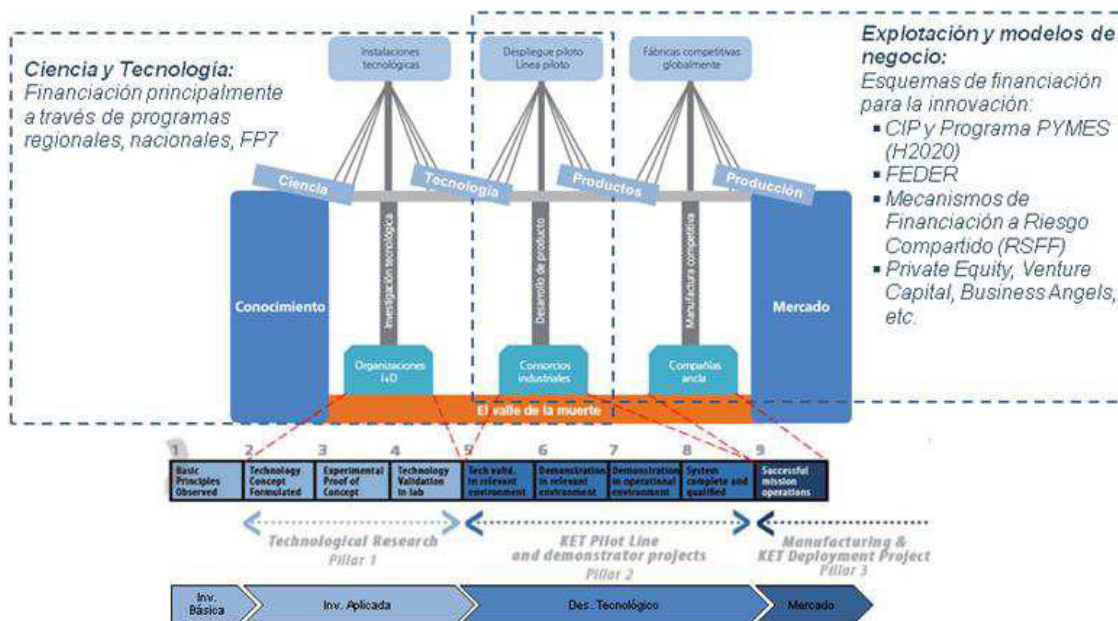 Ciencia y Tecnología:
Financiación principalmente
a través de programas
regionales, nacionales, FP7
Instalaciones
tecnológicas
Despliegue piloto
Línea piloto
Fábricas competitivas
globalmente
Explotación y modelos de
negocio:
Esquemas de financiación
para la innovación:
▪ CIP y Programa PYMES
(H2020)
▪ FEDER
▪ Mecanismos de
Financiación a Riesgo
Compartido (RSFF)
▪ Private Equity, Venture
Capital, Business Angels,
etc.
Ciencia
Tecnología
Productos
Producción
Conocimiento
Investigación tecnológica
Desarrollo de producto
Manufactura competitiva
Mercado
Organizaciones
I+D
Consorcios
industriales
Compañías
ancla
El valle de la muerte
1 2 3 4 5 6 7 8 9
Basic
Principles
Observed
Technology
Concept
Formulated
Experimental
Proof of
Concept
Technology
Validation
in lab
Tech valid.
in relevant
environment
Demonstration
in relevant
environment
Demonstration
in operational
environment
System
complete and
qualified
Successful
mission
operations
Technological Research
Pillar 1
KET Pilot Line
and demonstrator projects
Pillar 2
Manufacturing &
KET Deployment Project
Pillar 3
Inv.
Básica
Inv. Aplicada
Des. Tecnológico
Mercado